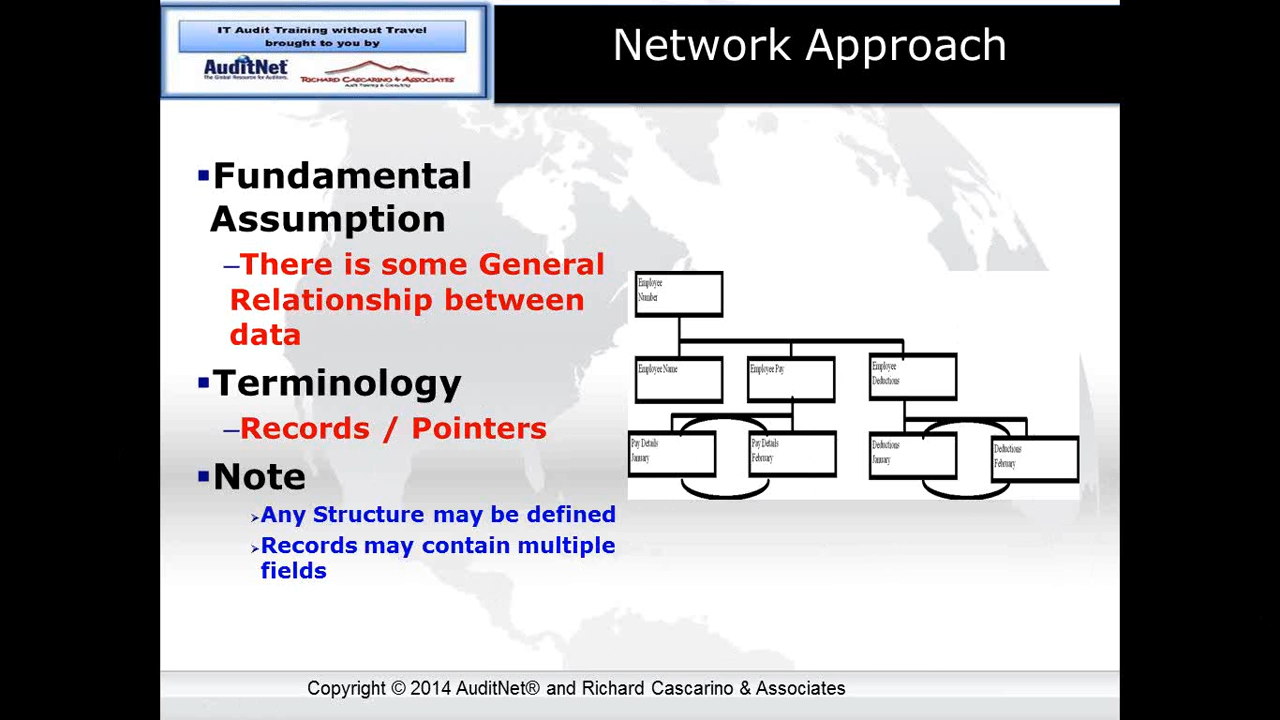 IT Audit Training without Travel
brought to you by
AuditNet
The Global Resource for Auditors
RICHARD CASCARINO & ASSOCIATES
Audit Training & Consulting
Network Approach
▪Fundamental
Assumption
–There is some General
Relationship between
data
▪Terminology
–Records / Pointers
▪Note
➢Any Structure may be defined
➢Records may contain multiple
fields
Employee
Number
Employee Name
Employee Pay
Employee
Deductions
Pay Details
January
Pay Details
February
Deductions
January
Deductions
February
Copyright © 2014 AuditNet® and Richard Cascarino & Associates